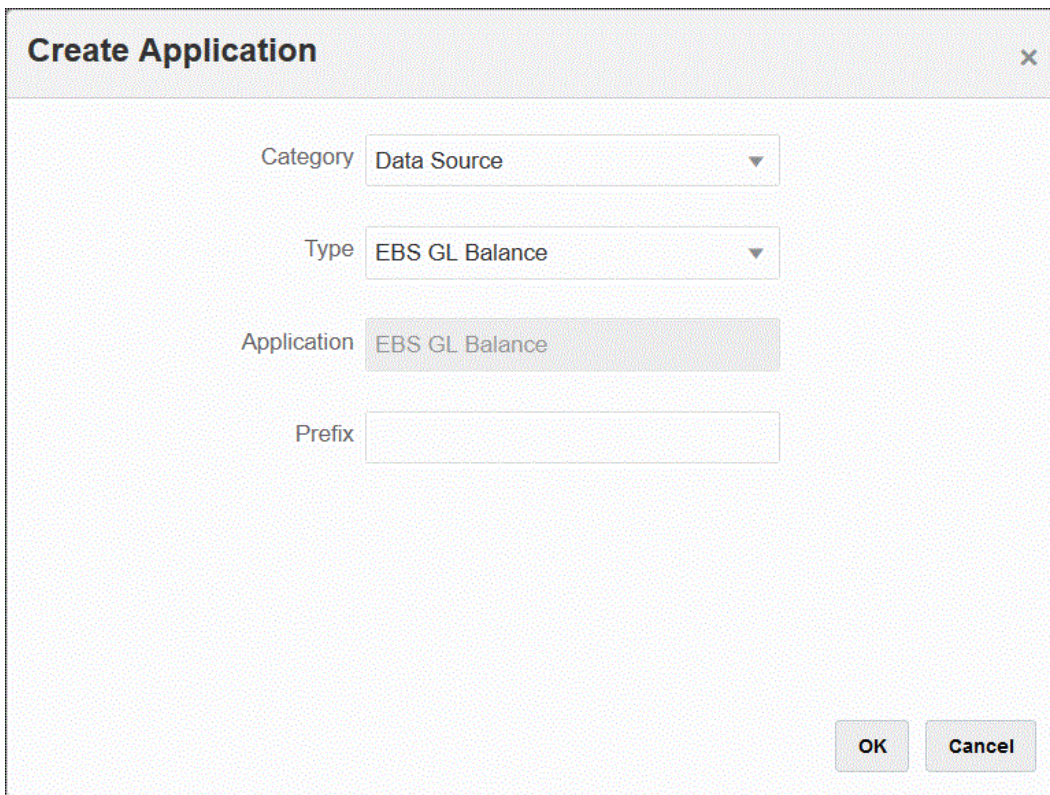 Create Application
Category Data Source
Type EBS GL Balance
Application EBS GL Balance
Prefix
OK Cancel